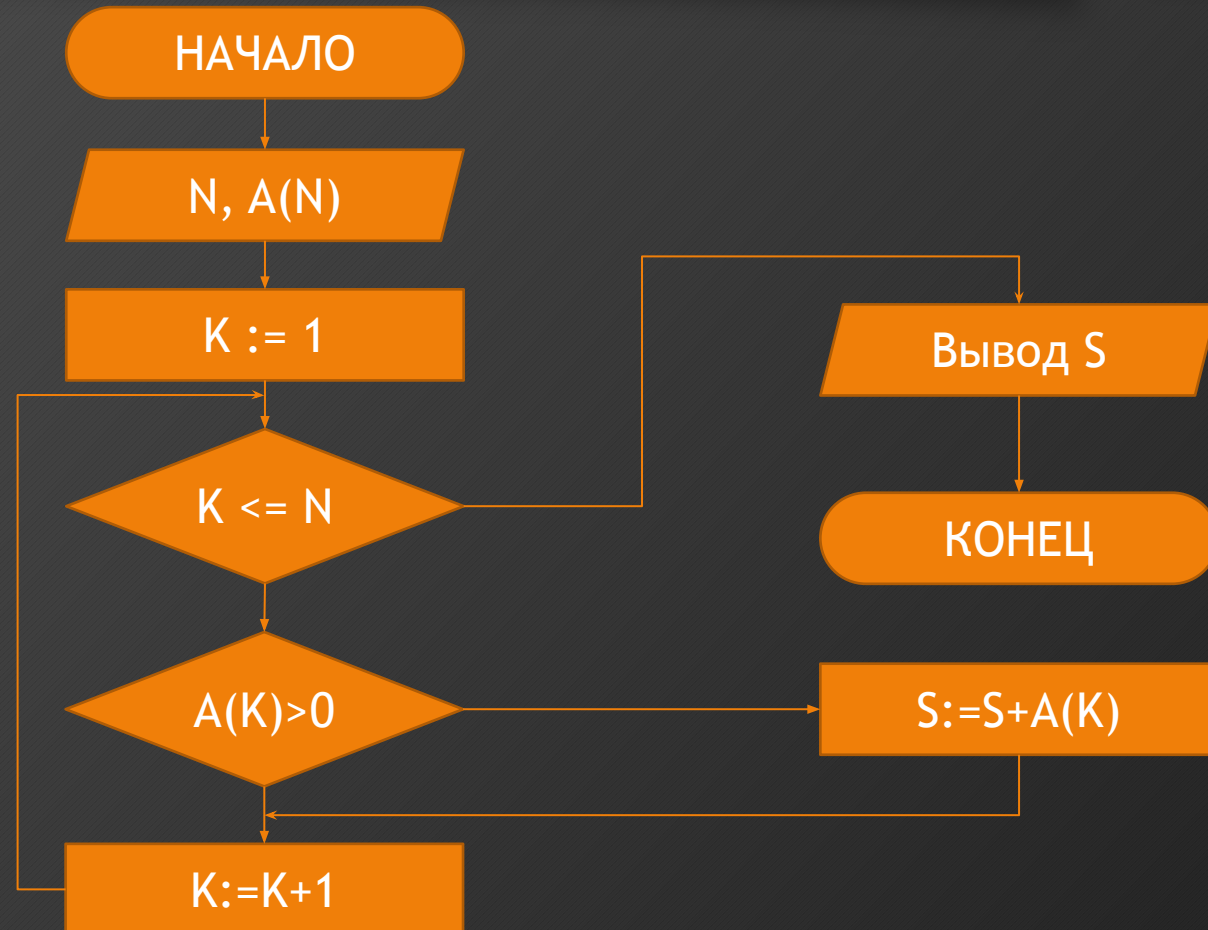 НАЧАЛО
N, A(N)
K := 1
K <= N
A(K)>0
K:=K+1
Вывод S
КОНЕЦ
S:=S+A(K)